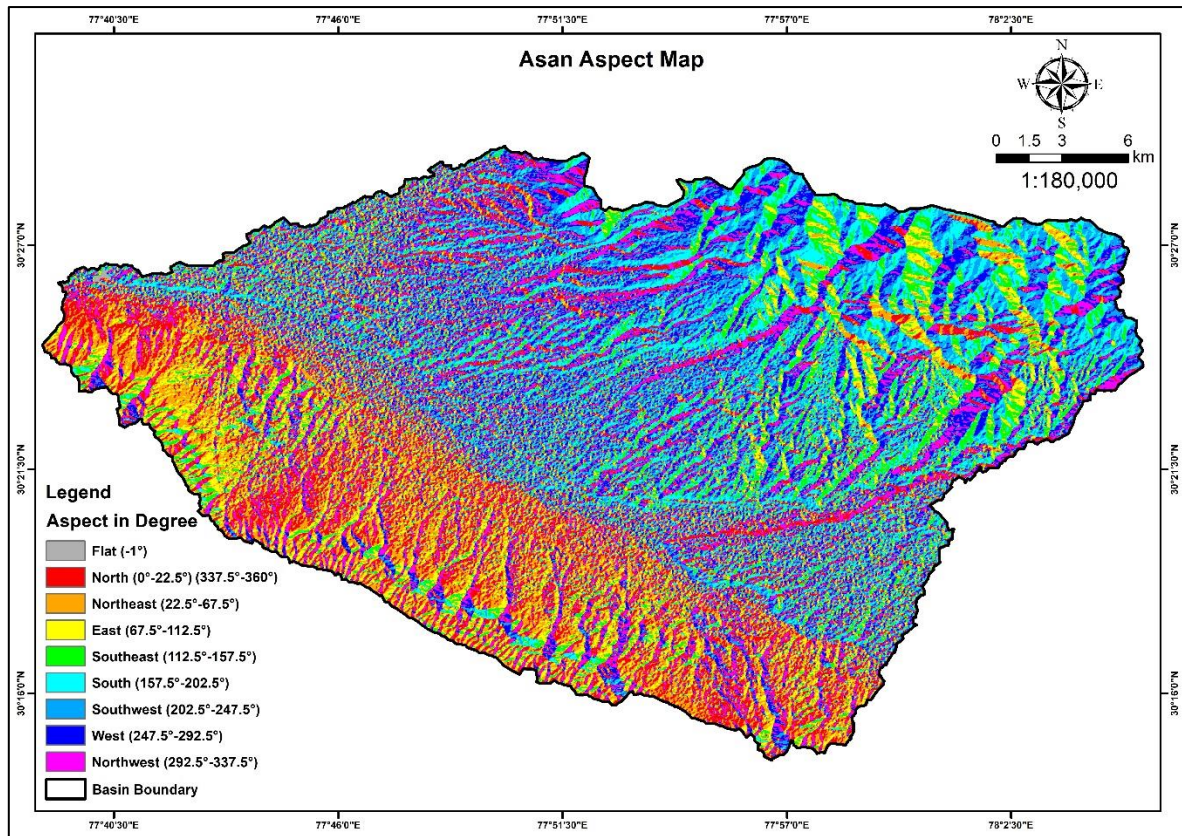 77°40'30"E 77°46'0"E 77°51'30"E 77°57'0"E 78°2'30"E
Asan Aspect Map
N
W E
S
0 1.5 3 6
km
1:180,000
30°27'0"N 30°27'0"N
30°21'30"N 30°21'30"N
30°16'0"N 30°16'0"N
Legend
Aspect in Degree
Flat (-1°)
North (0°-22.5°) (337.5°-360°)
Northeast (22.5°-67.5°)
East (67.5°-112.5°)
Southeast (112.5°-157.5°)
South (157.5°-202.5°)
Southwest (202.5°-247.5°)
West (247.5°-292.5°)
Northwest (292.5°-337.5°)
Basin Boundary
77°40'30"E 77°46'0"E 77°51'30"E 77°57'0"E 78°2'30"E